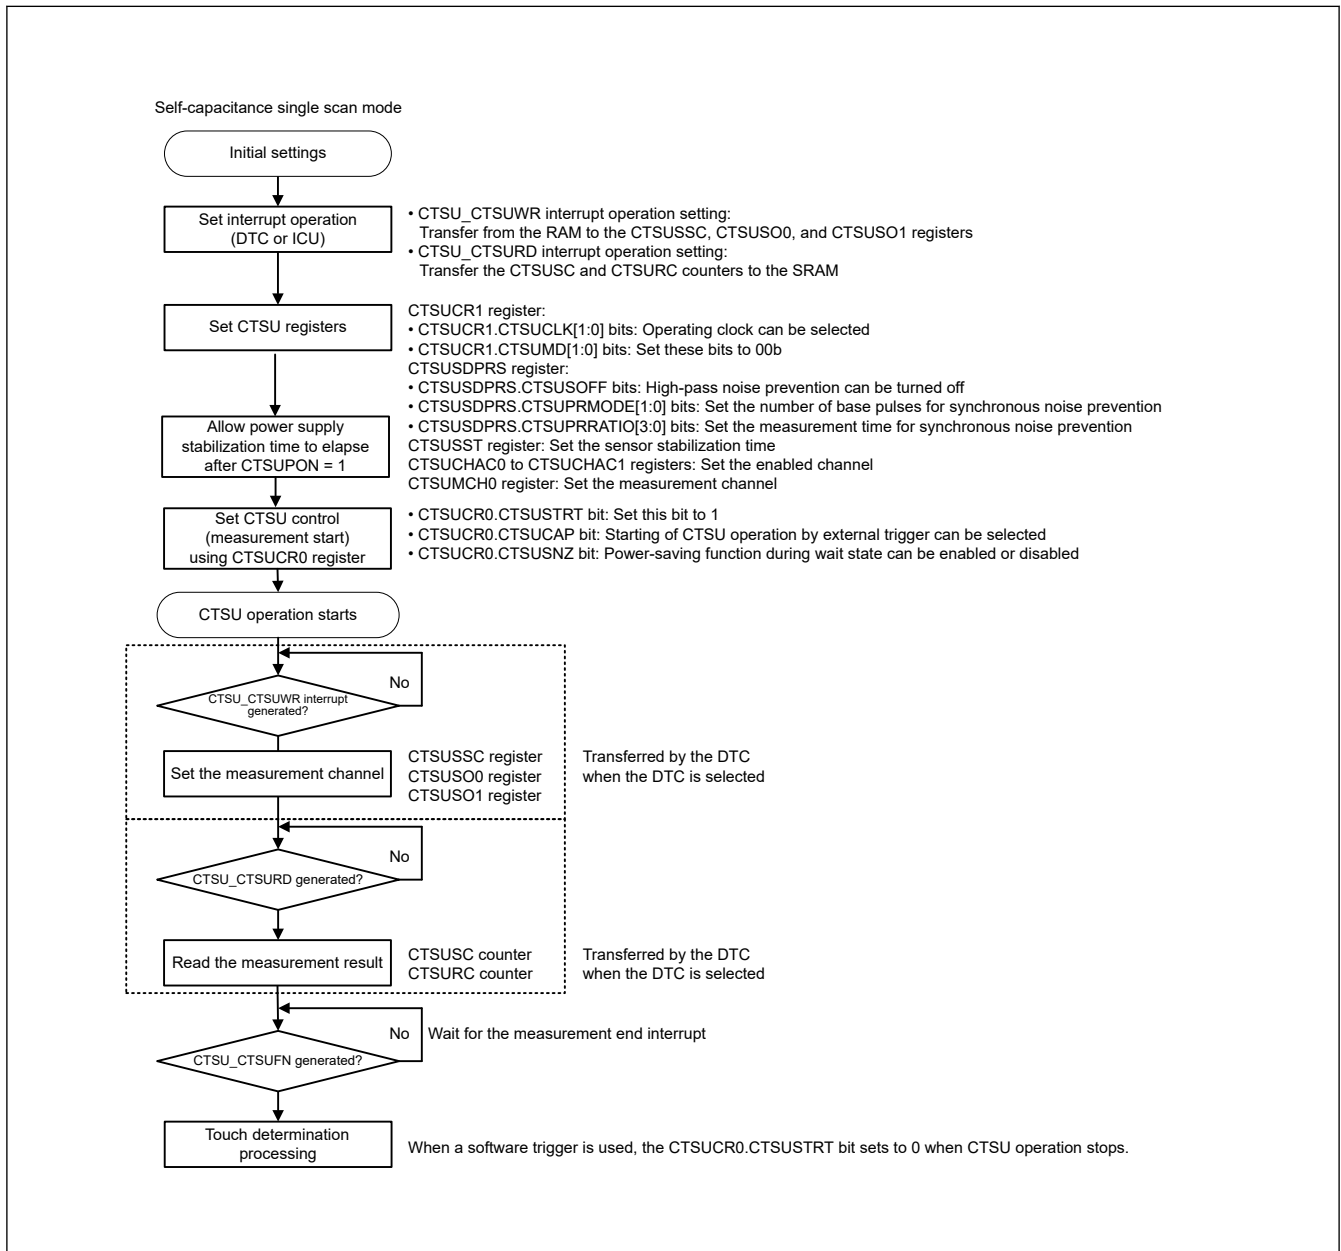 Self-capacitance single scan mode
Initial settings
Set interrupt operation
(DTC or ICU)
• CTSU_CTSUWR interrupt operation setting:
Transfer from the RAM to the CTSUSSC, CTSUSO0, and CTSUSO1 registers
• CTSU_CTSURD interrupt operation setting:
Transfer the CTSUSC and CTSURC counters to the SRAM
Set CTSU registers
CTSUCR1 register:
• CTSUCR1.CTSUCLK[1:0] bits: Operating clock can be selected
• CTSUCR1.CTSUMD[1:0] bits: Set these bits to 00b
CTSUSDPRS register:
• CTSUSDPRS.CTSUSOFF bits: High-pass noise prevention can be turned off
• CTSUSDPRS.CTSUPRMODE[1:0] bits: Set the number of base pulses for synchronous noise prevention
• CTSUSDPRS.CTSUPRRATIO[3:0] bits: Set the measurement time for synchronous noise prevention
CTSUSST register: Set the sensor stabilization time
CTSUCHAC0 to CTSUCHAC1 registers: Set the enabled channel
CTSUMCH0 register: Set the measurement channel
Allow power supply
stabilization time to elapse
after CTSUPON = 1
Set CTSU control
(measurement start)
using CTSUCR0 register
• CTSUCR0.CTSUSTRT bit: Set this bit to 1
• CTSUCR0.CTSUCAP bit: Starting of CTSU operation by external trigger can be selected
• CTSUCR0.CTSUSNZ bit: Power-saving function during wait state can be enabled or disabled
CTSU operation starts
No
CTSU_CTSUWR interrupt
generated?
Set the measurement channel
CTSUSSC register
CTSUSO0 register
CTSUSO1 register
Transferred by the DTC
when the DTC is selected
No
CTSU_CTSURD generated?
Read the measurement result
CTSUSC counter
CTSURC counter
Transferred by the DTC
when the DTC is selected
No
Wait for the measurement end interrupt
CTSU_CTSUFN generated?
Touch determination
processing
When a software trigger is used, the CTSUCR0.CTSUSTRT bit sets to 0 when CTSU operation stops.